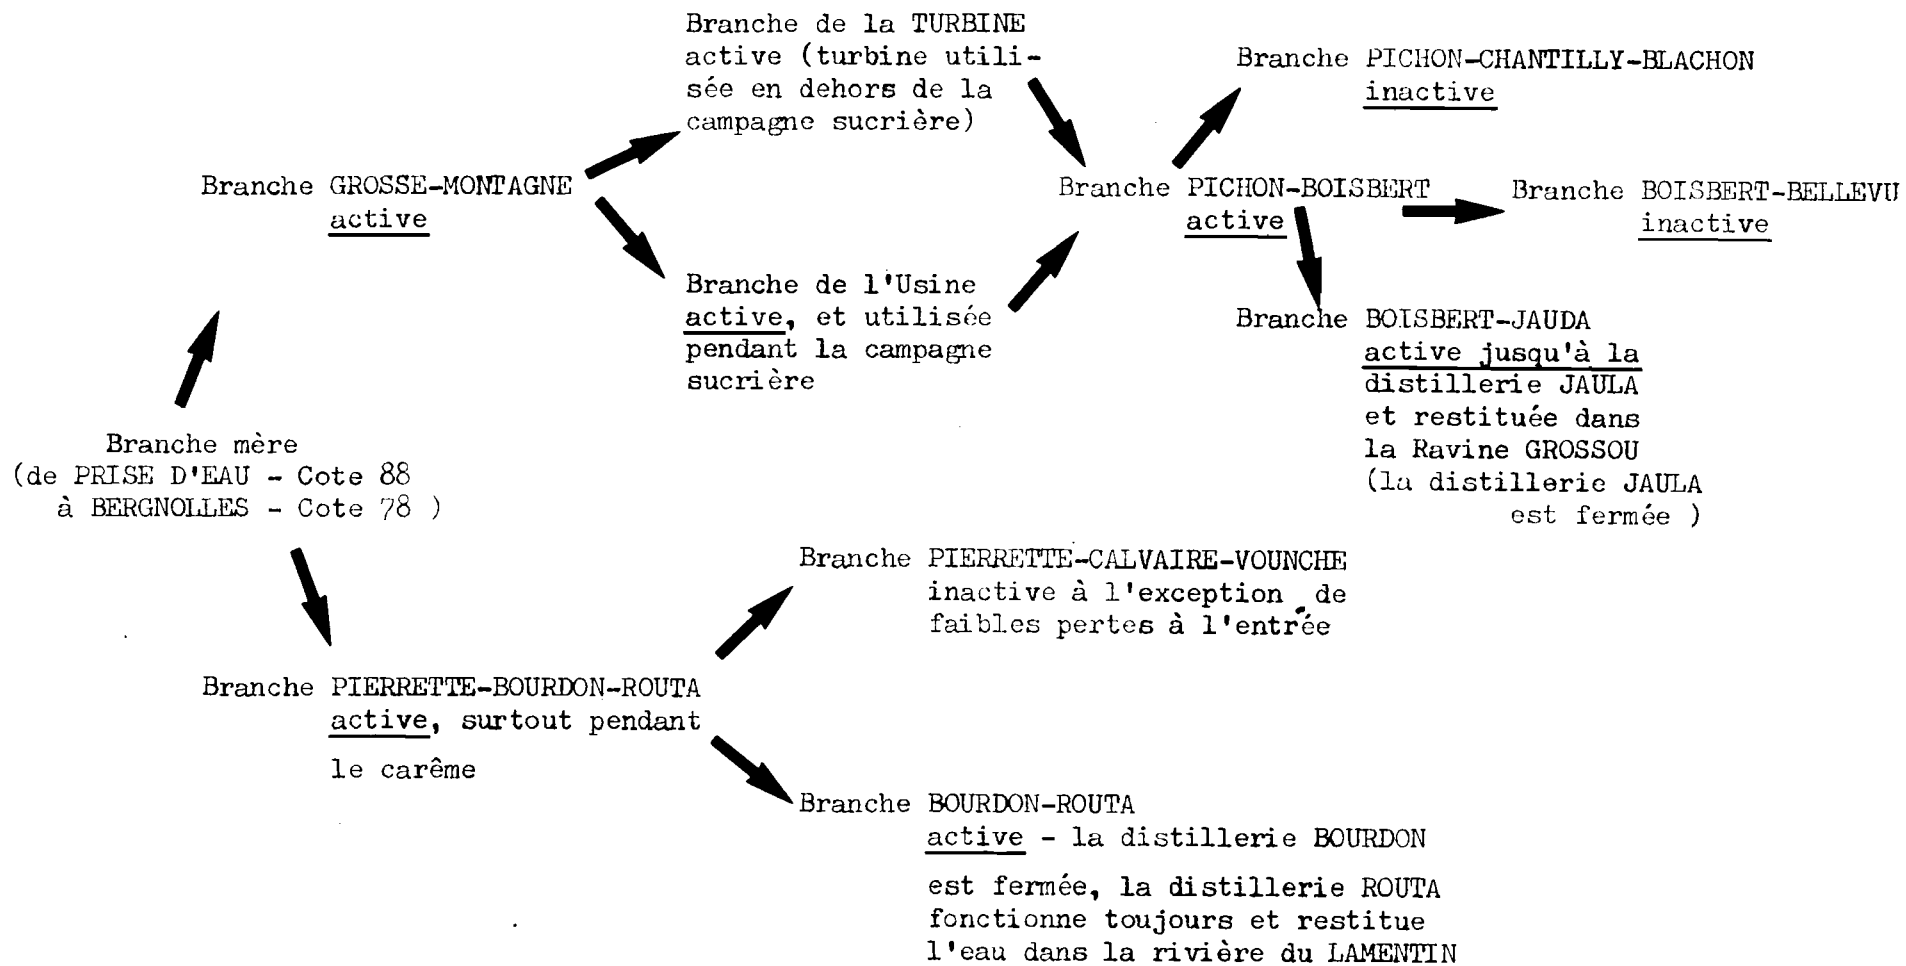 Branche de la TURBINE
active (turbine utili-
sée en dehors de la
campagne sucrière)
Branche PICHON-CHANTILLY-BLACHON
inactive
Branche GROSSE-MONTAGNE
active
Branche PICHON-BOISBERT
active
Branche BOISBERT-BELLEVU
inactive
Branche de l'Usine
active, et utilisée
pendant la campagne
sucrière
Branche BOISBERT-JAUDA
active jusqu'à la
distillerie JAULA
et restituée dans
la Ravine GROSSOU
(la distillerie JAULA
est fermée )
Branche mère
(de PRISE D'EAU - Cote 88
à BERGNOLLES - Cote 78 )
Branche PIERRETTE-CALVAIRE-VOUNCHE
inactive à l'exception de
faibles pertes à l'entrée
Branche PIERRETTE-BOURDON-ROUTA
active, surtout pendant
le carême
Branche BOURDON-ROUTA
active - la distillerie BOURDON
est fermée, la distillerie ROUTA
fonctionne toujours et restitue
l'eau dans la rivière du LAMENTIN